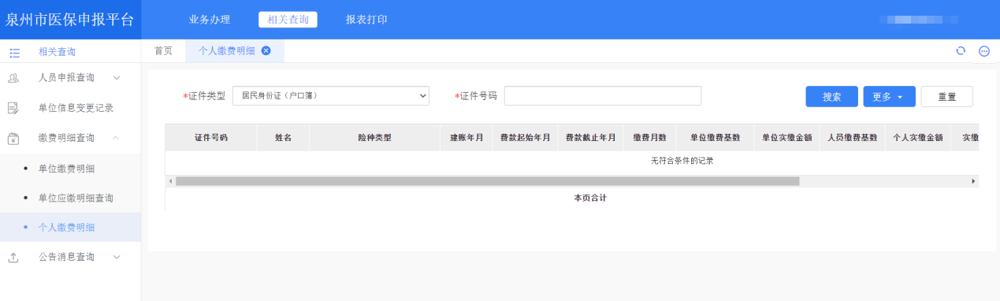 泉州市医保申报平台 业务办理 相关查询 报表打印
相关查询 首页 个人缴费明细
人员申报查询
单位信息变更记录
缴费明细查询
单位缴费明细
单位应缴明细查询
个人缴费明细
公告消息查询
*证件类型 居民身份证（户口簿） *证件号码 搜索 更多 重置
证件号码 姓名 险种类型 建账年月 费款起始年月 费款截止年月 缴费月数 单位缴费基数 单位实缴金额 人员缴费基数 个人实缴金额 实缴
无符合条件的记录
本页合计